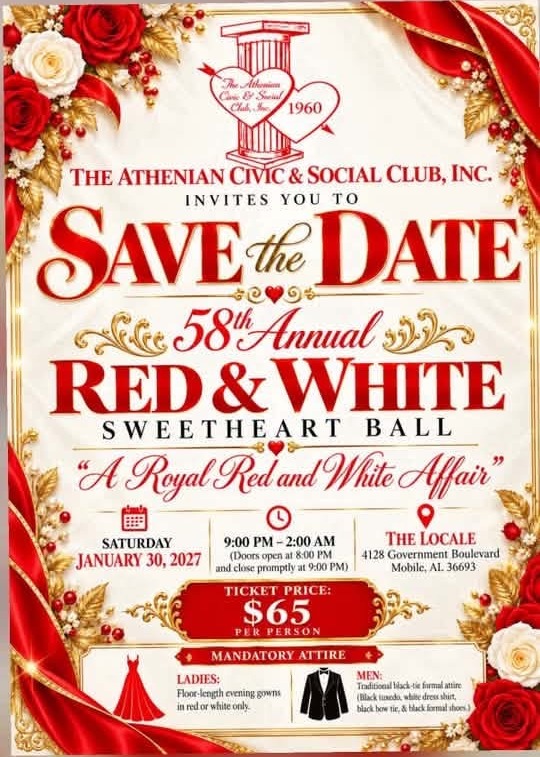 The Athenian
Civic & Social
Club, Inc.
1960
THE ATHENIAN CIVIC & SOCIAL CLUB, INC.
INVITES YOU TO
SAVE the DATE
58th Annual
RED & WHITE
SWEETHEART BALL
"A Royal Red and White Affair"
SATURDAY
JANUARY 30, 2027
9:00 PM – 2:00 AM
(Doors open at 8:00 PM
and close promptly at 9:00 PM)
THE LOCALE
4128 Government Boulevard
Mobile, AL 36693
TICKET PRICE:
$65
PER PERSON
MANDATORY ATTIRE
LADIES:
Floor-length evening gowns
in red or white only.
MEN:
Traditional black-tie formal attire
(Black tuxedo, white dress shirt,
black bow tie, & black formal shoes.)